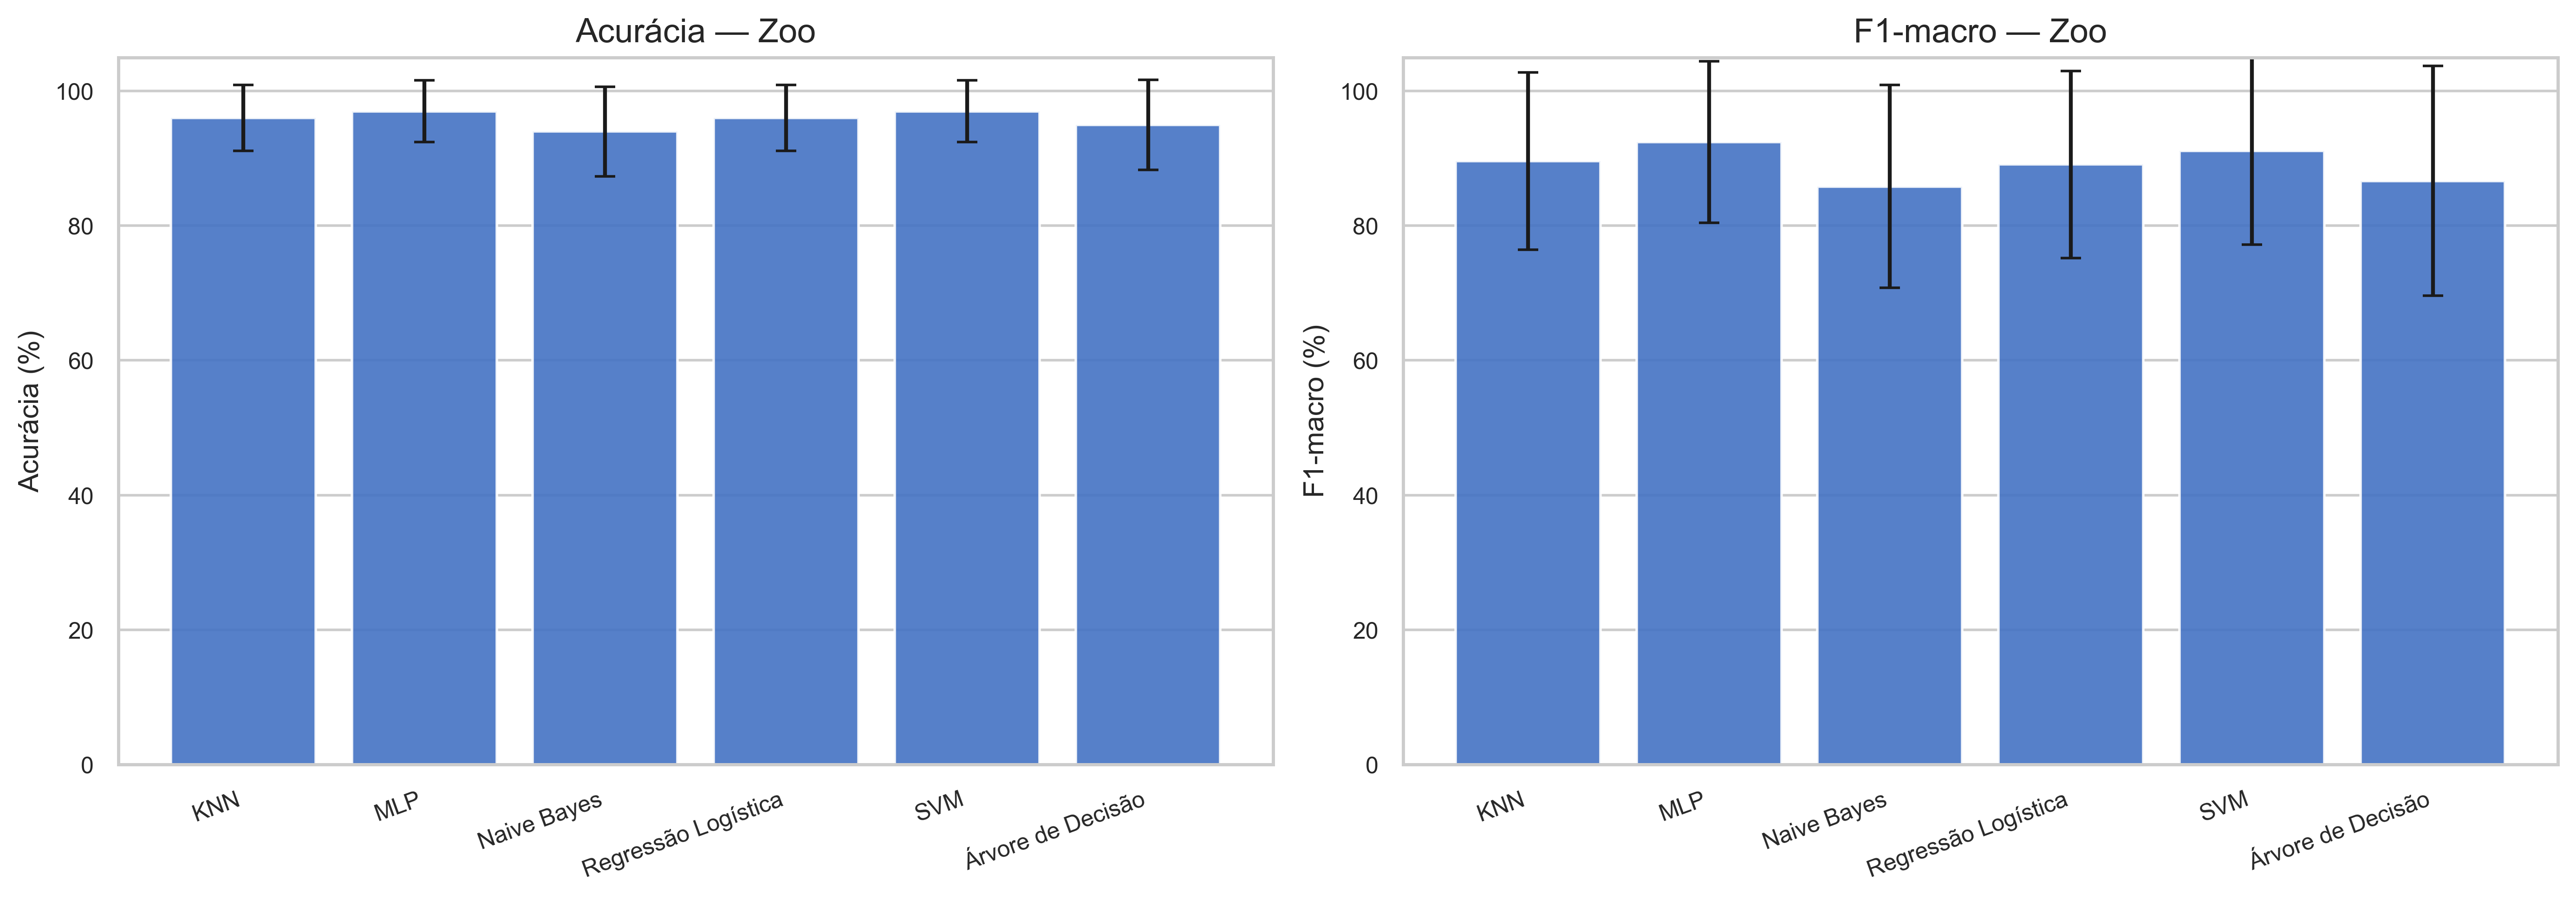 Acurácia — Zoo
Acurácia (%)
100
80
60
40
20
0
KNN
MLP
Naive Bayes
Regressão Logística
SVM
Árvore de Decisão
F1-macro — Zoo
F1-macro (%)
100
80
60
40
20
0
KNN
MLP
Naive Bayes
Regressão Logística
SVM
Árvore de Decisão